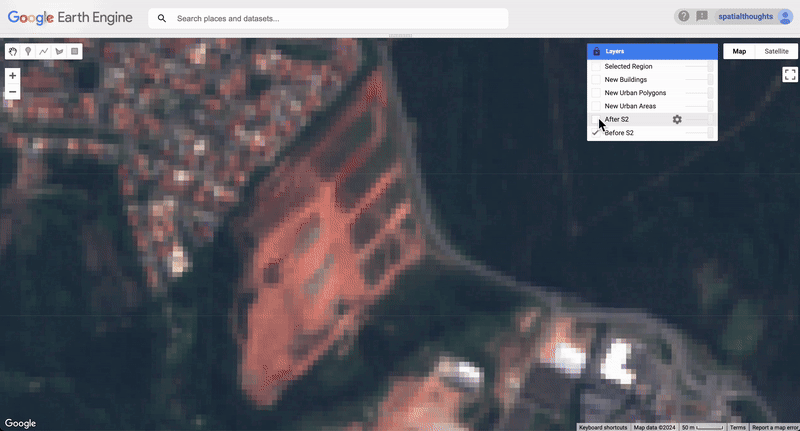 Google Earth Engine
Search places and datasets...
spatialthoughts
Layers
Selected Region
New Buildings
New Urban Polygons
New Urban Areas
After S2
Before S2
Map
Satellite
Google
Keyboard shortcuts
Map data ©2024
50 m
Terms
Report a map error